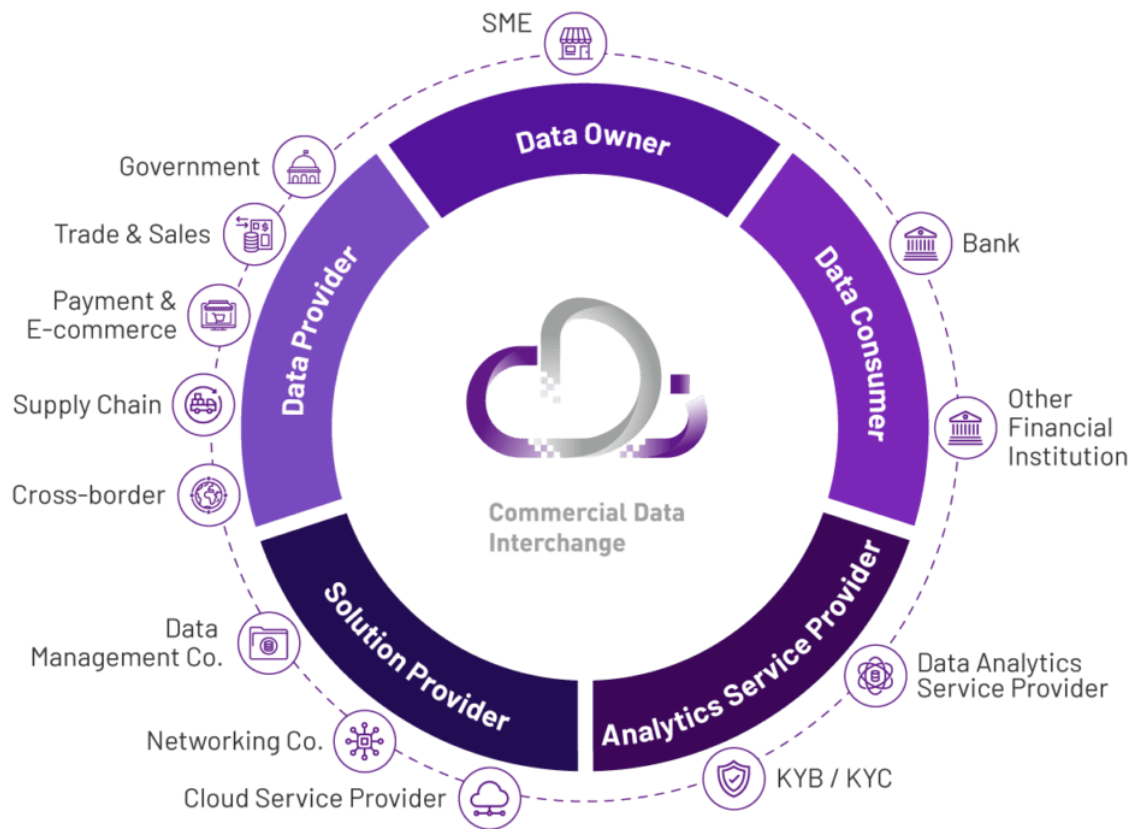 SME
Data Owner
Government
Trade & Sales
Payment &
E-commerce
Supply Chain
Cross-border
Data Provider
Bank
Other
Financial
Institution
Data Consumer
Commercial Data
Interchange
Data
Management Co.
Networking Co.
Cloud Service Provider
Solution Provider
Analytics Service Provider
Data Analytics
Service Provider
KYB / KYC